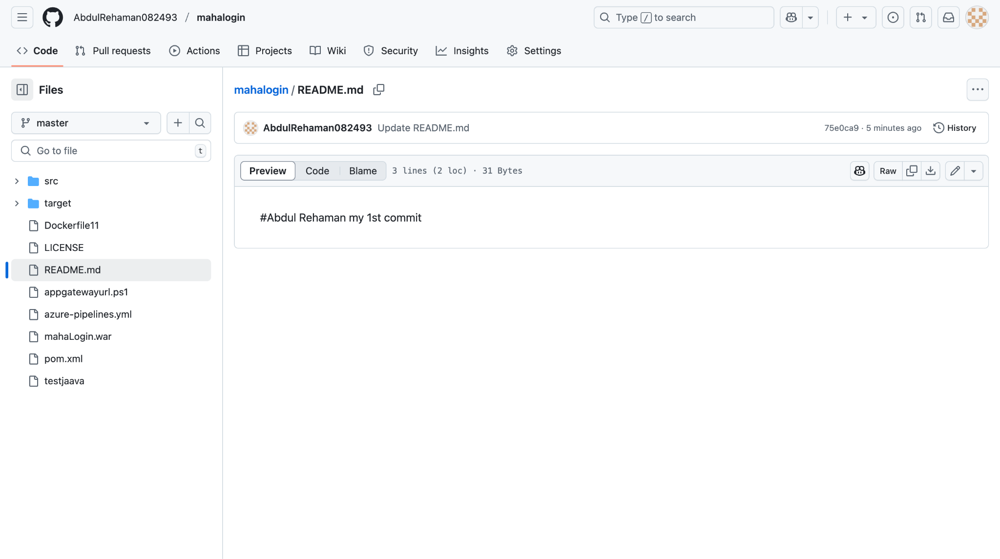 AbdulRehaman082493 / mahalogin
Type / to search
Code Pull requests Actions Projects Wiki Security Insights Settings
Files
master
Go to file t
src
target
Dockerfile11
LICENSE
README.md
appgatewayurl.ps1
azure-pipelines.yml
mahaLogin.war
pom.xml
testjaava
mahalogin / README.md
AbdulRehaman082493 Update README.md 75e0ca9 · 5 minutes ago History
Preview Code Blame 3 lines (2 loc) · 31 Bytes Raw
#Abdul Rehaman my 1st commit